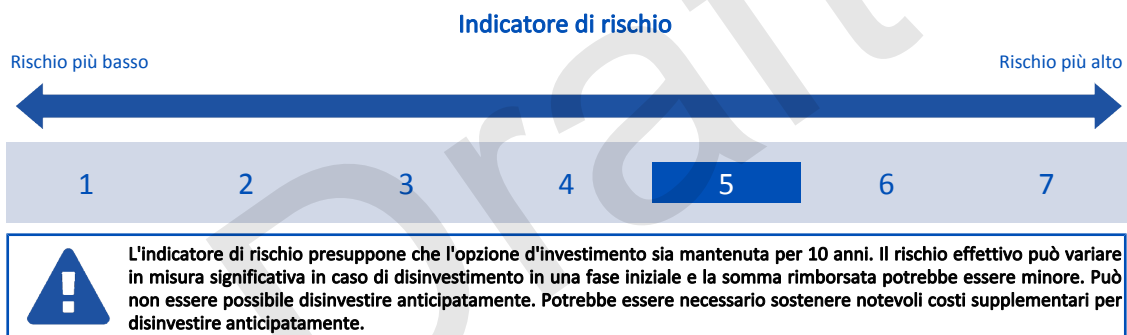 Indicatore di rischio
Rischio più basso
Rischio più alto
1 2 3 4 5 6 7
L'indicatore di rischio presuppone che l'opzione d'investimento sia mantenuta per 10 anni. Il rischio effettivo può variare
in misura significativa in caso di disinvestimento in una fase iniziale e la somma rimborsata potrebbe essere minore. Può
non essere possibile disinvestire anticipatamente. Potrebbe essere necessario sostenere notevoli costi supplementari per
disinvestire anticipatamente.
Draft